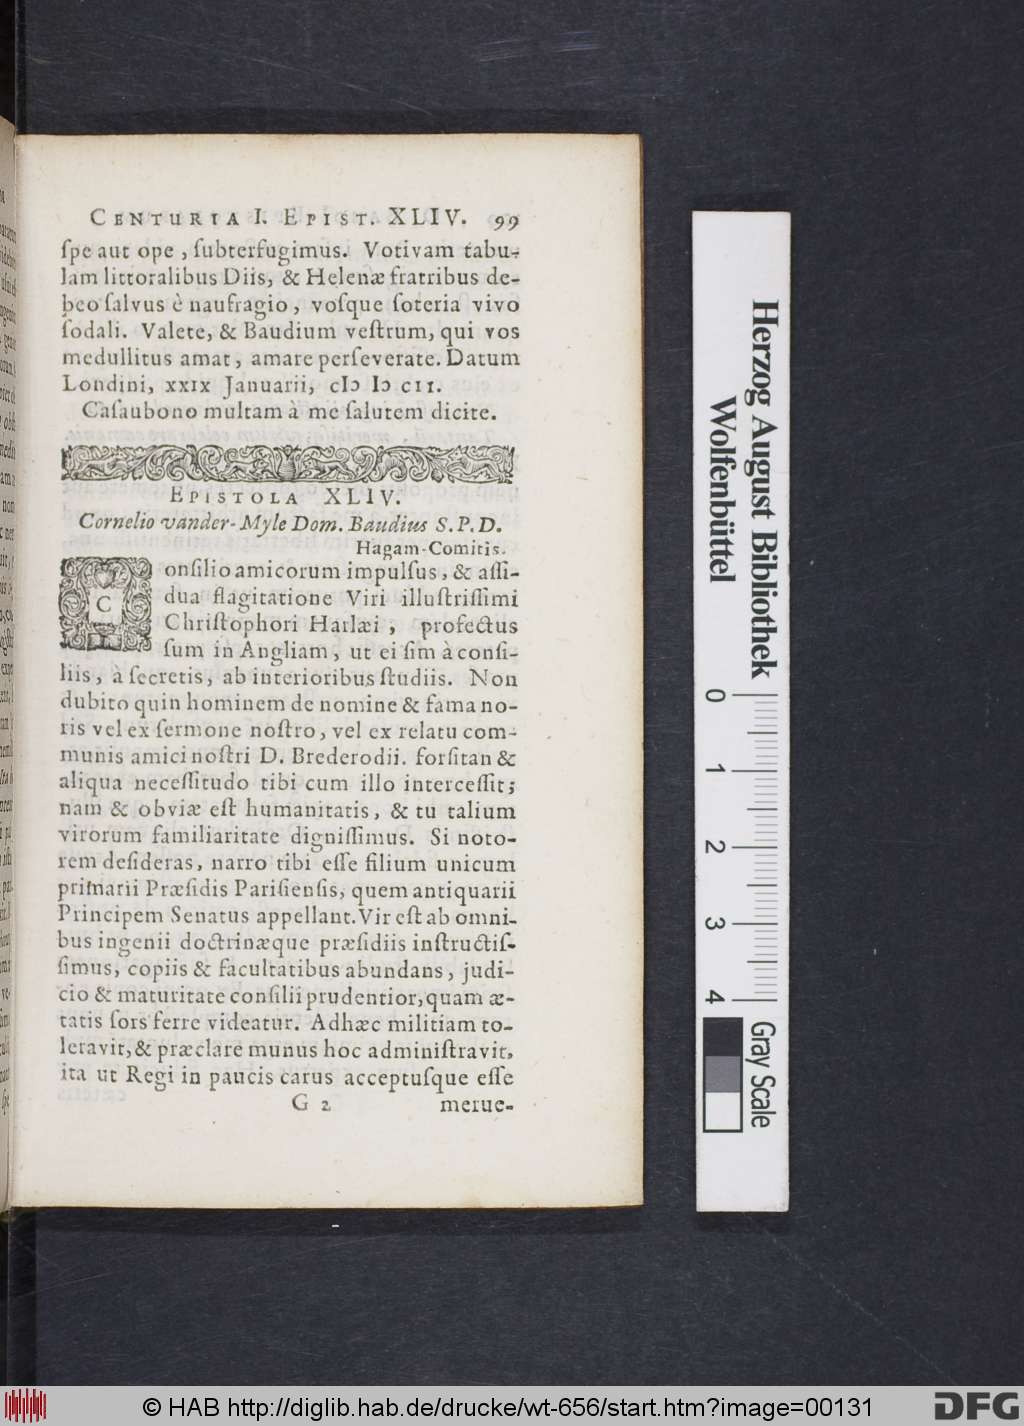 CENTURIA I. EPIST. XLIV. 99
ſpe aut ope, ſubterfugimus. Votivam tabu-
lam littoralibus Diis, & Helenæ fratribus de-
beo ſalvus è naufragio, voſque ſoteria vivo
ſodali. Valete, & Baudium veſtrum, qui vos
medullitus amat, amare perſeverate. Datum
Londini, XXIX Januarii, cIɔ Iɔ CII.
Caſaubono multam à me ſalutem dicite.
EPISTOLA XLIV.
Cornelio vander-Myle Dom. Baudius S.P.D.
Hagam-Comitis.
Conſilio amicorum impulſus, & aſſi-
dua flagitatione Viri illuſtriſſimi
Chriſtophori Harlæi, profectus
ſum in Angliam, ut ei ſim à conſi-
liis, á ſecretis, ab interioribus ſtudiis. Non
dubito quin hominem de nomine & fama no-
ris vel ex ſermone noſtro, vel ex relatu com-
munis amici noſtri D. Brederodii. forſitan &
aliqua neceſſitudo tibi cum illo interceſſit;
nam & obviæ eſt humanitatis, & tu talium
virorum familiaritate digniſſimus. Si noto-
rem deſideras, narro tibi eſſe filium unicum
primarii Præſidis Pariſienſis, quem antiquarii
Principem Senatus appellant. Vir eſt ab omni-
bus ingenii doctrinæque præſidiis inſtructiſ-
ſimus, copiis & facultatibus abundans, judi-
cio & maturitate conſilii prudentior, quam æ-
tatis ſors ferre videatur. Adhæc militiam to-
leravit, & præclare munus hoc adminiſtravit,
ita ut Regi in paucis carus acceptuſque eſſe
G 2 merue-
Herzog August Bibliothek
Wolfenbüttel
0 1 2 3 4
Gray Scale
© HAB http://diglib.hab.de/drucke/wt-656/start.htm?image=00131
DFG